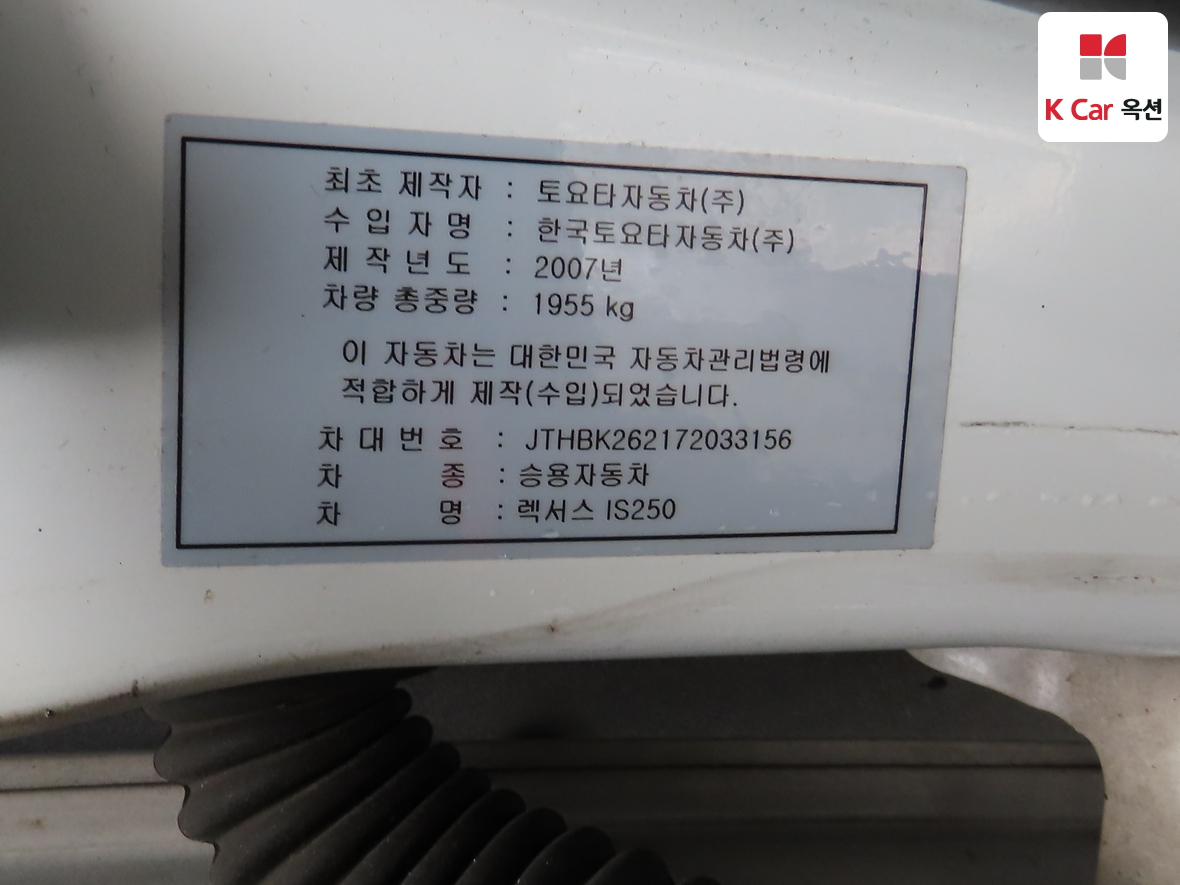 K Car 옥션
최초 제작자 : 토요타자동차(주)
수 입 자 명 : 한국토요타자동차(주)
제 작 년 도 : 2007년
차량 총중량 : 1955 kg
이 자동차는 대한민국 자동차관리법령에
적합하게 제작(수입)되었습니다.
차 대 번 호 : JTHBK262172033156
차 종 : 승용자동차
차 명 : 렉서스 IS250